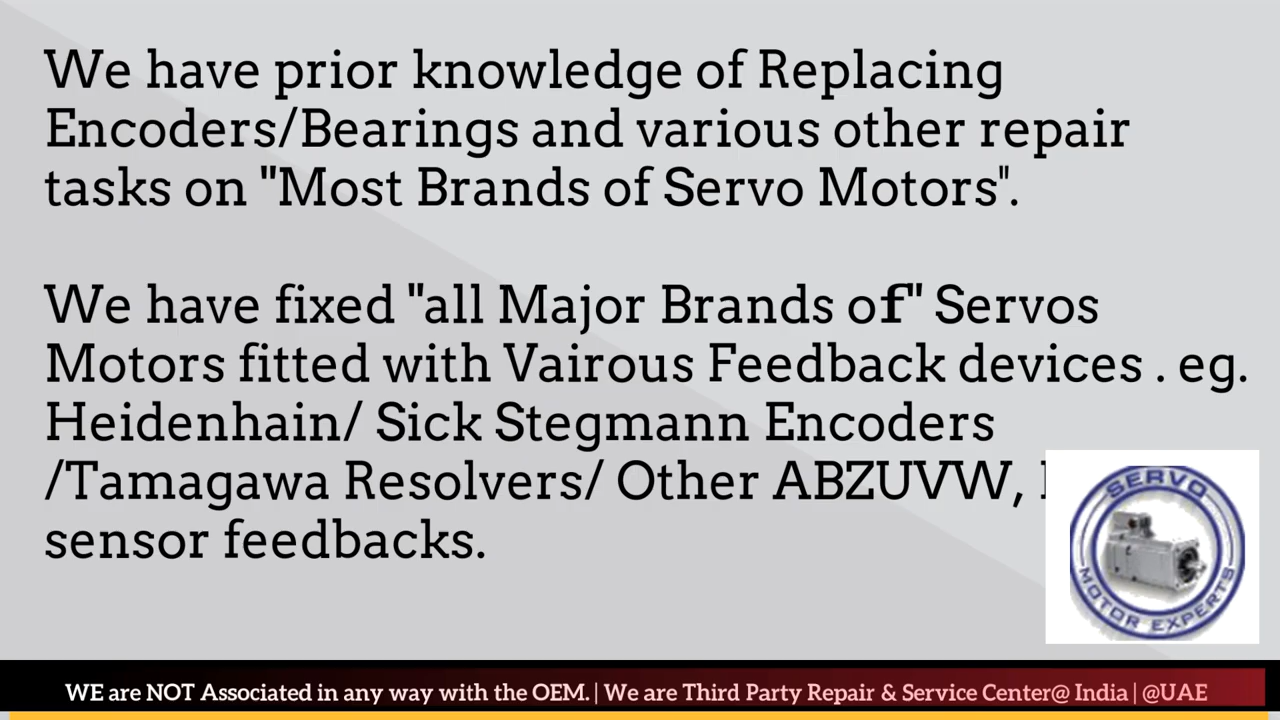 We have prior knowledge of Replacing
Encoders/Bearings and various other repair
tasks on "Most Brands of Servo Motors".
We have fixed "all Major Brands of" Servos
Motors fitted with Vairous Feedback devices . eg.
Heidenhain/ Sick Stegmann Encoders
/Tamagawa Resolvers/ Other ABZUVW,
sensor feedbacks.
SERVO
MOTOR EXPERTS
WE are NOT Associated in any way with the OEM. | We are Third Party Repair & Service Center@ India | @UAE